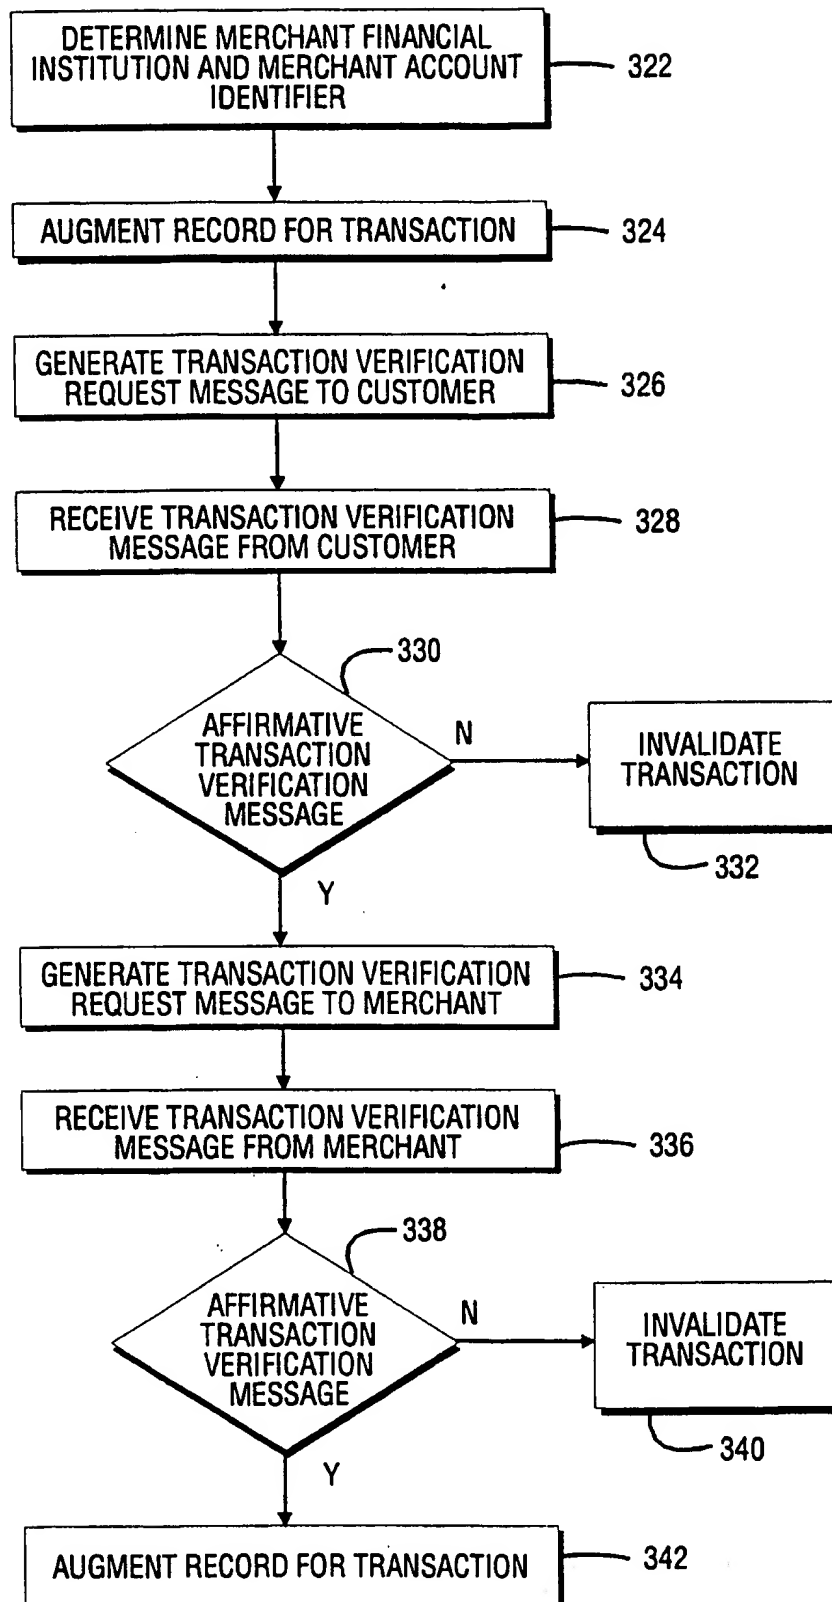 DETERMINE MERCHANT FINANCIAL
INSTITUTION AND MERCHANT ACCOUNT
IDENTIFIER
322
AUGMENT RECORD FOR TRANSACTION
324
GENERATE TRANSACTION VERIFICATION
REQUEST MESSAGE TO CUSTOMER
326
RECEIVE TRANSACTION VERIFICATION
MESSAGE FROM CUSTOMER
328
330
AFFIRMATIVE
TRANSACTION
VERIFICATION
MESSAGE
N
INVALIDATE
TRANSACTION
332
Y
GENERATE TRANSACTION VERIFICATION
REQUEST MESSAGE TO MERCHANT
334
RECEIVE TRANSACTION VERIFICATION
MESSAGE FROM MERCHANT
336
338
AFFIRMATIVE
TRANSACTION
VERIFICATION
MESSAGE
N
INVALIDATE
TRANSACTION
340
Y
AUGMENT RECORD FOR TRANSACTION
342